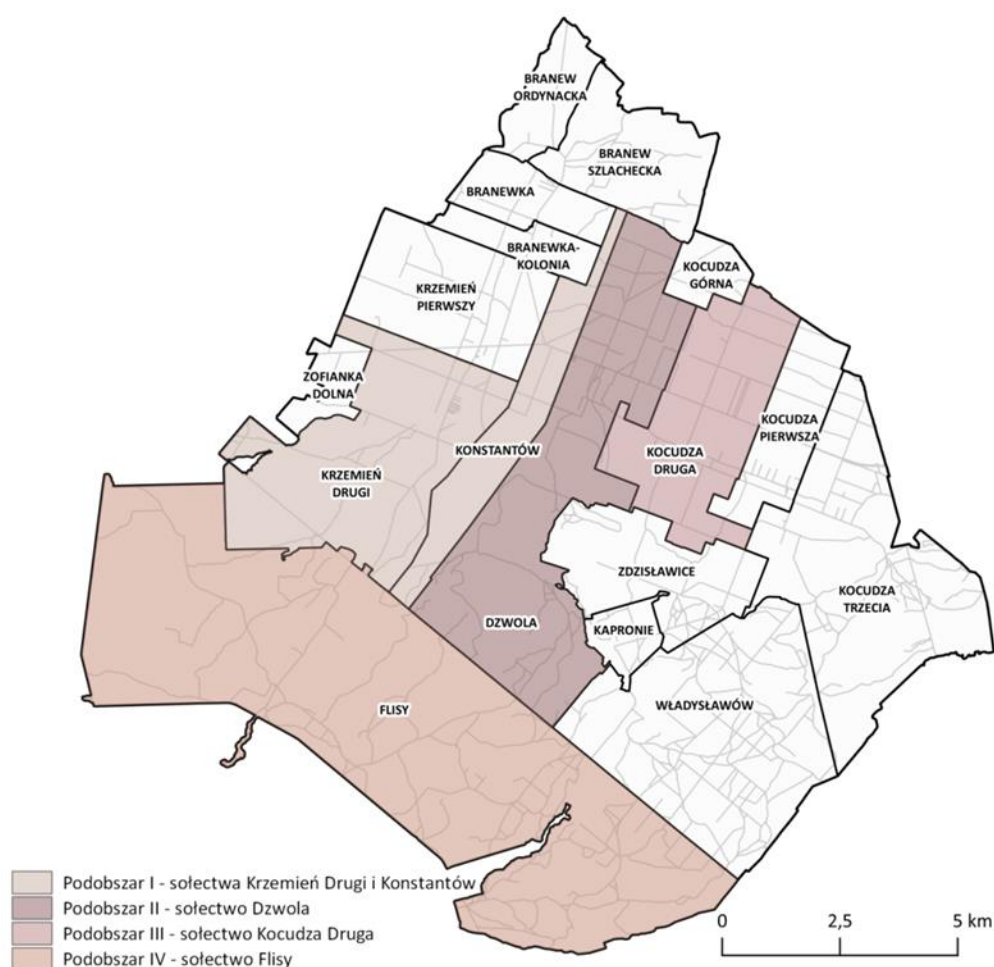 BRANEW
ORDYNACKA
BRANEW
SZLACHECKA
BRANEWKA
BRANEWKA-
KOLONIA
KOCUDZA
GÓRNA
KRZEMIEŃ
PIERWSZY
ZOFIANKA
DOLNA
KOCUDZA
PIERWSZA
KONSTANTÓW
KOCUDZA
DRUGA
KRZEMIEŃ
DRUGI
ZDZISŁAWICE
KOCUDZA
TRZECIA
DZWOLA
KAPRONIE
FLISY
WŁADYSŁAWÓW
Podobszar I - sołectwa Krzemień Drugi i Konstantów
Podobszar II - sołectwo Dzwola
Podobszar III - sołectwo Kocudza Druga
Podobszar IV - sołectwo Flisy
0 2,5 5 km